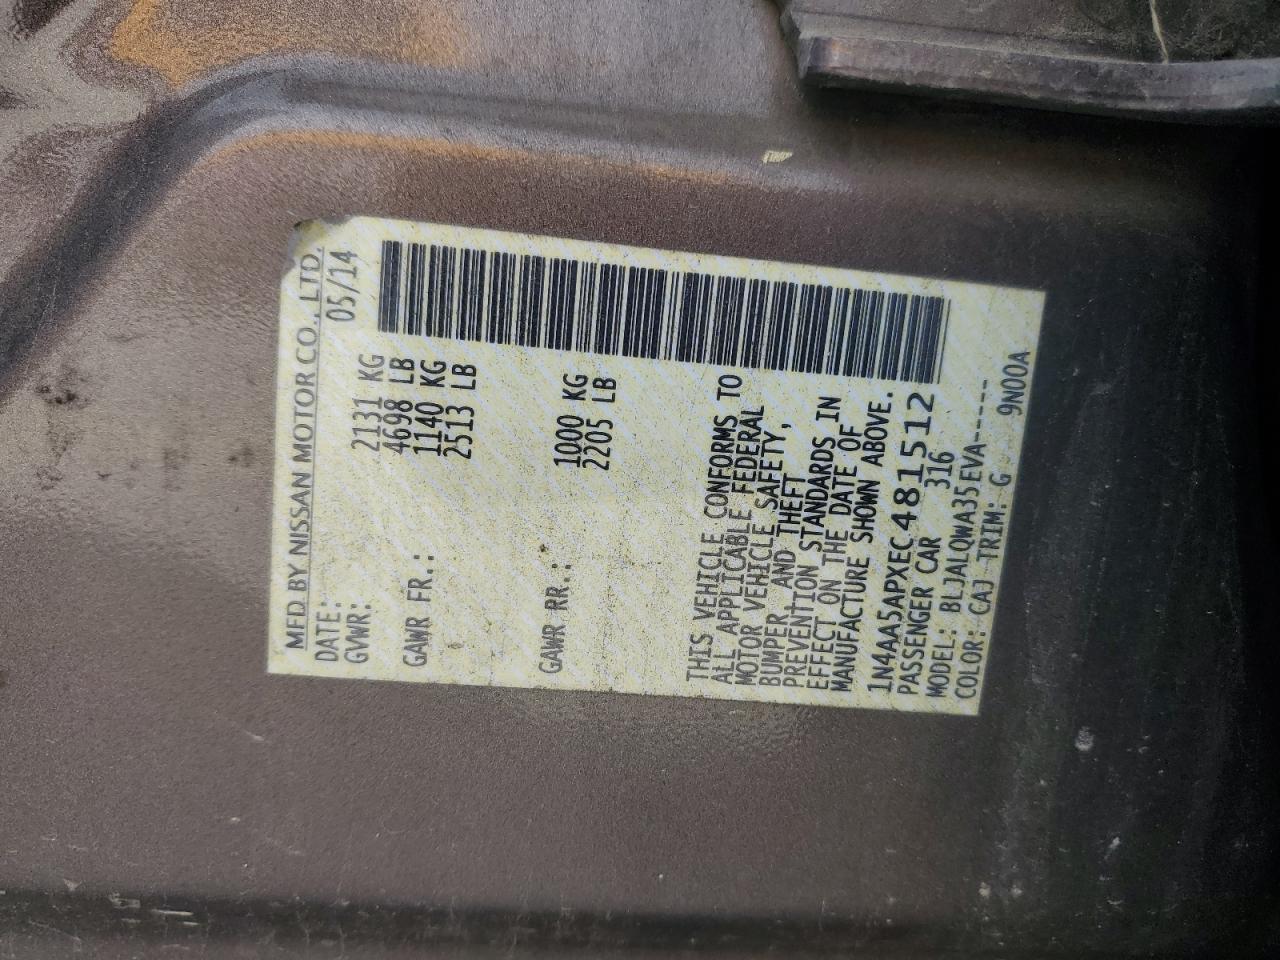 MFD BY NISSAN MOTOR CO., LTD.
DATE: 05/14
GVWR: 2131 KG
4698 LB
GAWR FR.: 1140 KG
2513 LB
GAWR RR.: 1000 KG
2205 LB
THIS VEHICLE CONFORMS TO
ALL APPLICABLE FEDERAL
MOTOR VEHICLE SAFETY,
BUMPER AND THEFT
PREVENTION STANDARDS IN
EFFECT ON THE DATE OF
MANUFACTURE SHOWN ABOVE.
1N4AA5APXEC481512
PASSENGER CAR 316
MODEL: BLJALQWA35EVA-----
COLOR: CAJ TRIM: G 9N00A